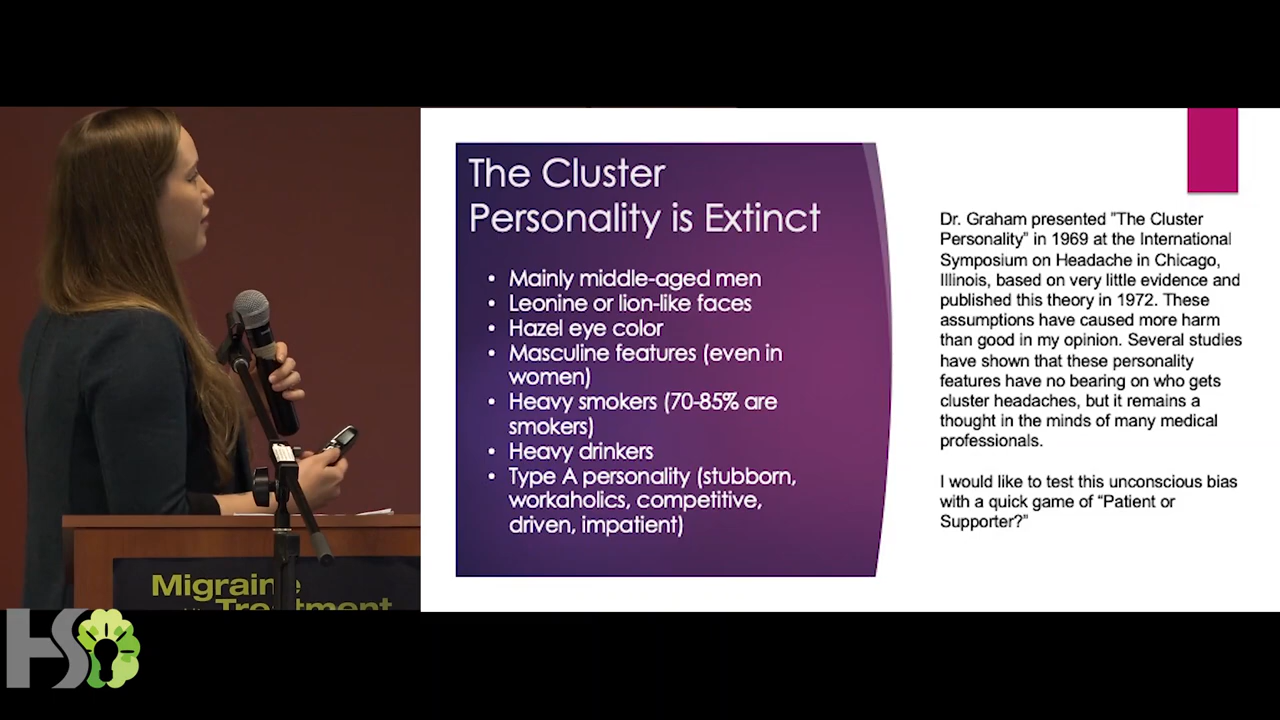 The Cluster
Personality is Extinct
• Mainly middle-aged men
• Leonine or lion-like faces
• Hazel eye color
• Masculine features (even in
women)
• Heavy smokers (70-85% are
smokers)
• Heavy drinkers
• Type A personality (stubborn,
workaholics, competitive,
driven, impatient)
Dr. Graham presented "The Cluster
Personality" in 1969 at the International
Symposium on Headache in Chicago,
Illinois, based on very little evidence and
published this theory in 1972. These
assumptions have caused more harm
than good in my opinion. Several studies
have shown that these personality
features have no bearing on who gets
cluster headaches, but it remains a
thought in the minds of many medical
professionals.
I would like to test this unconscious bias
with a quick game of “Patient or
Supporter?”
Migraine
Treatment
HS